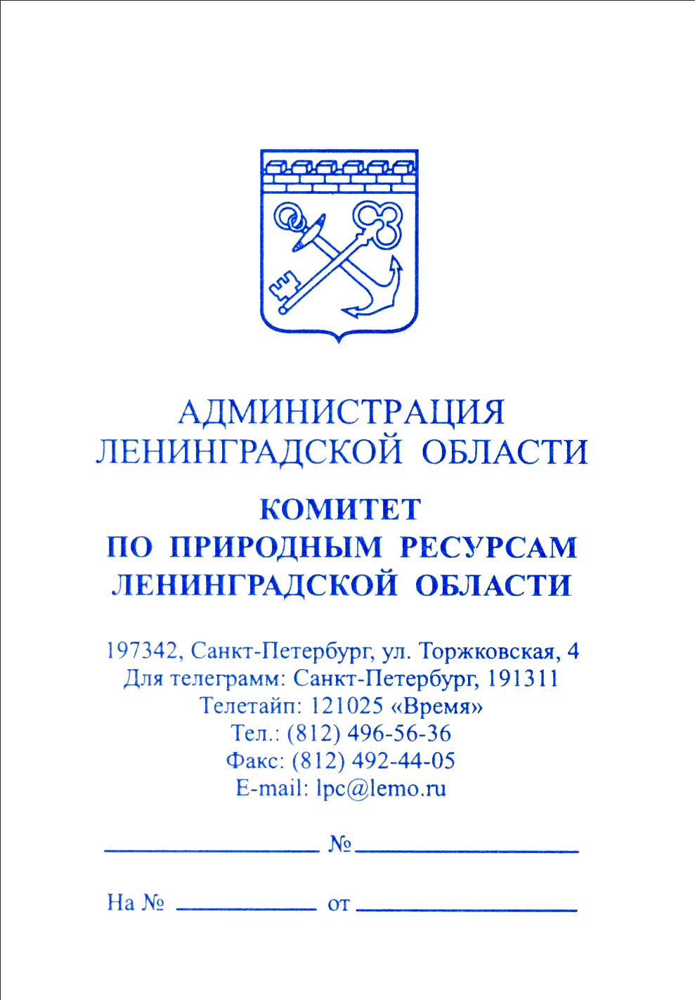 АДМИНИСТРАЦИЯ
ЛЕНИНГРАДСКОЙ ОБЛАСТИ
КОМИТЕТ
ПО ПРИРОДНЫМ РЕСУРСАМ
ЛЕНИНГРАДСКОЙ ОБЛАСТИ
197342, Санкт-Петербург, ул. Торжковская, 4
Для телеграмм: Санкт-Петербург, 191311
Телетайп: 121025 «Время»
Тел.: (812) 496-56-36
Факс: (812) 492-44-05
E-mail: lpc@lemo.ru
____________ № ____________
На № ________ от ____________